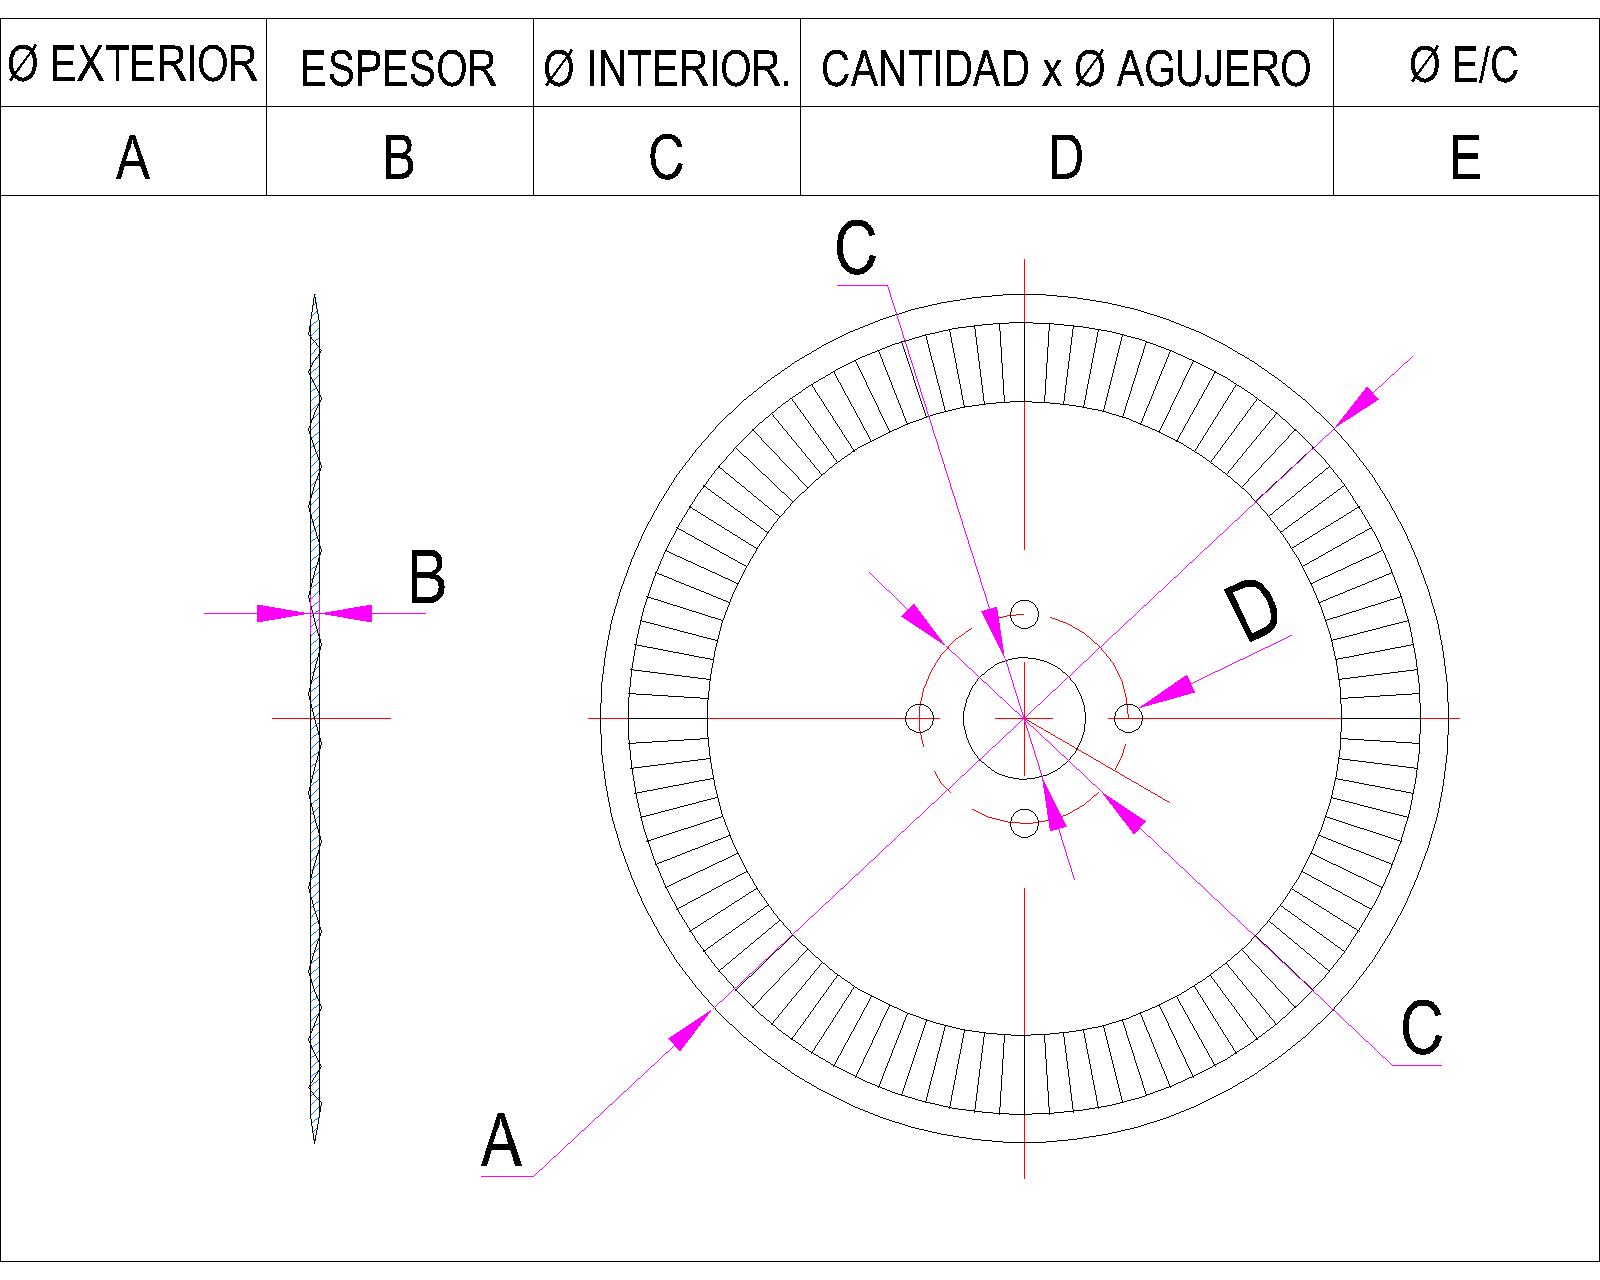 Ø EXTERIOR ESPESOR Ø INTERIOR. CANTIDAD x Ø AGUJERO Ø E/C
A B C D E
C
B
D
C
A